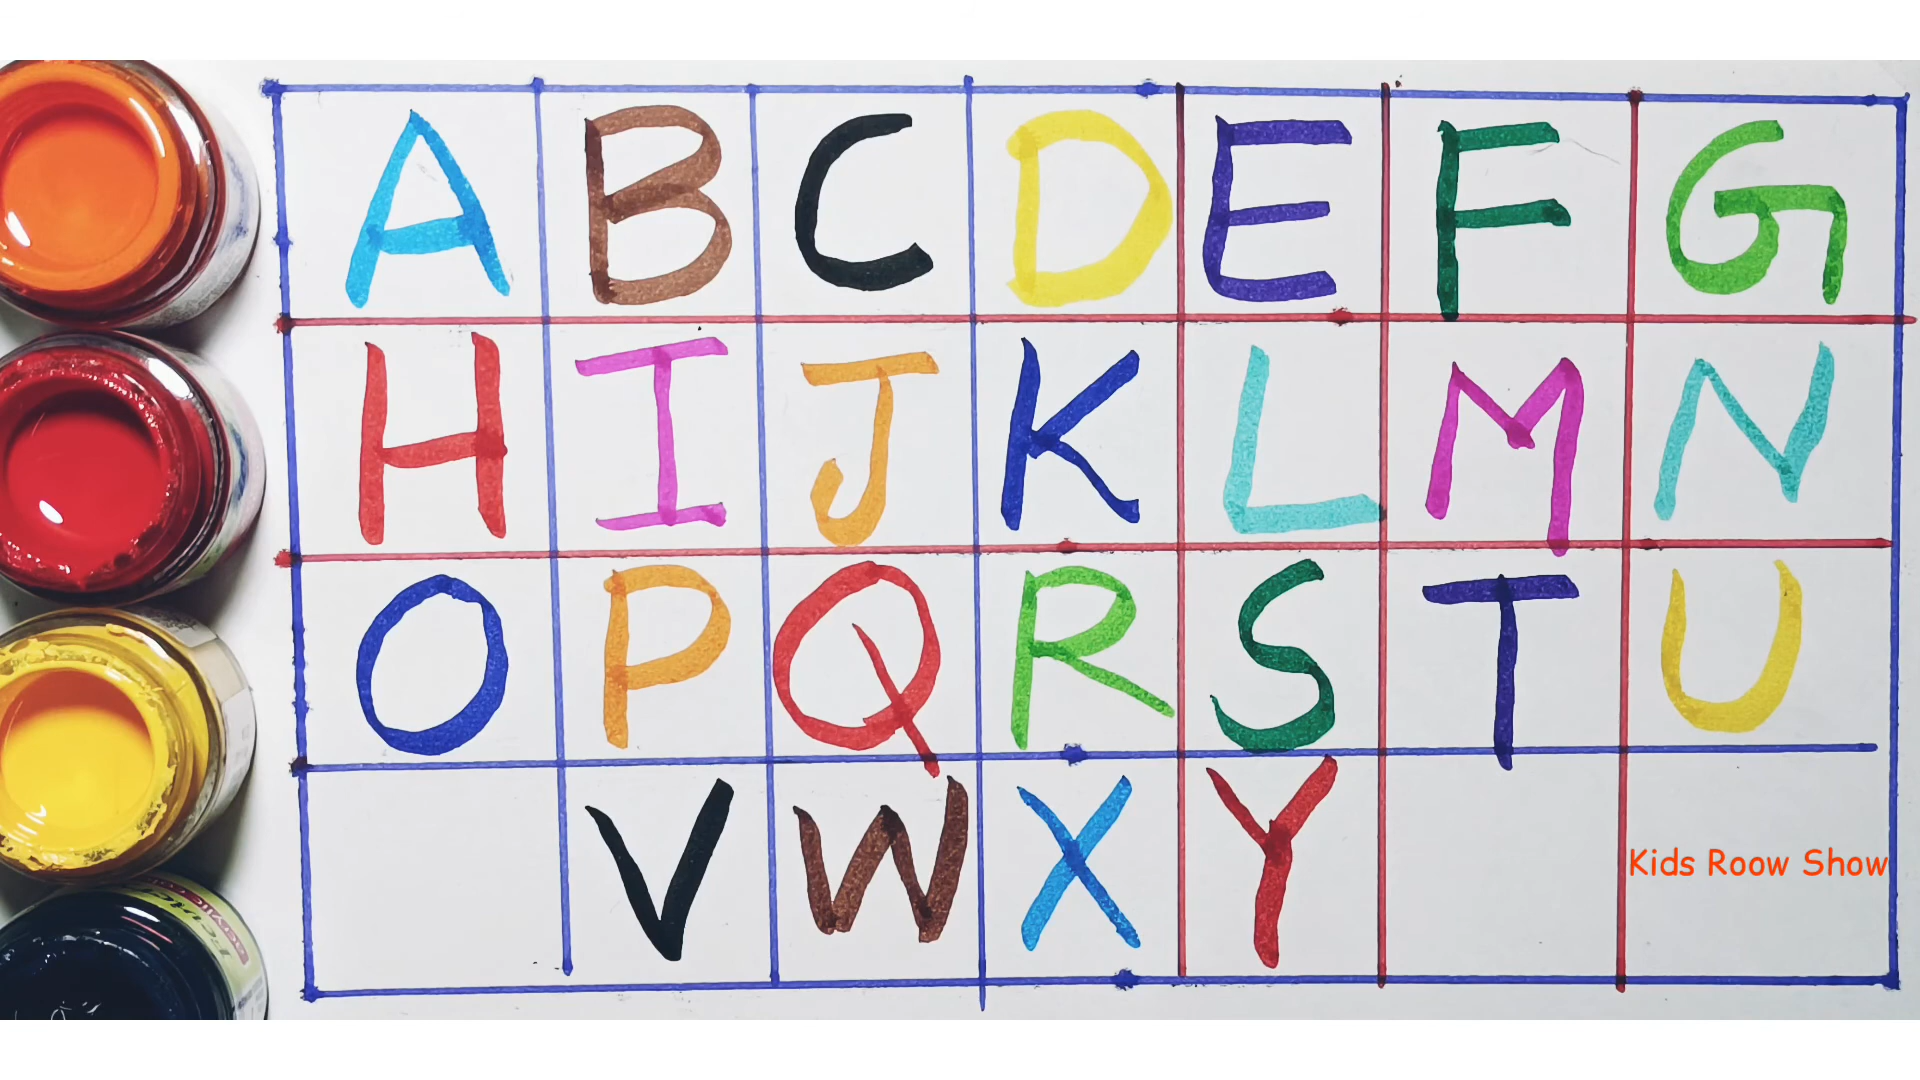 A B C D E F G
H I J K L M N
O P Q R S T U
V W X Y
Kids Roow Show